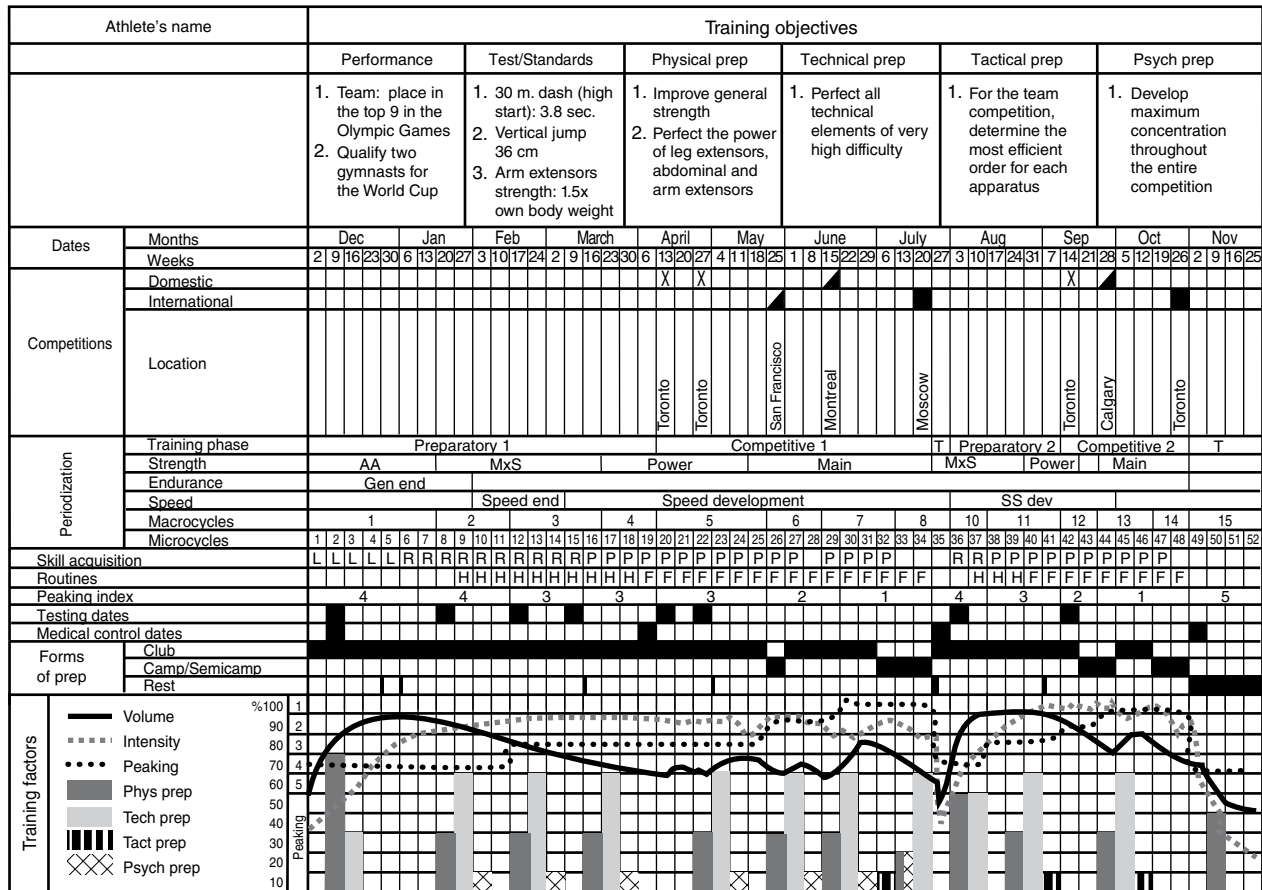 Athlete's name
Training objectives
Performance Test/Standards Physical prep Technical prep Tactical prep Psych prep
1. Team: place in
the top 9 in the
Olympic Games
2. Qualify two
gymnasts for
the World Cup
1. 30 m. dash (high
start): 3.8 sec.
2. Vertical jump
36 cm
3. Arm extensors
strength: 1.5x
own body weight
1. Improve general
strength
2. Perfect the power
of leg extensors,
abdominal and
arm extensors
1. Perfect all
technical
elements of very
high difficulty
1. For the team
competition,
determine the
most efficient
order for each
apparatus
1. Develop
maximum
concentration
throughout
the entire
competition
Dates
Months Dec Jan Feb March April May June July Aug Sep Oct Nov
Weeks 2 9 16 23 30 6 13 20 27 3 10 17 24 2 9 16 23 30 6 13 20 27 4 11 18 25 1 8 15 22 29 6 13 20 27 3 10 17 24 31 7 14 21 28 5 12 19 26 2 9 16 25
Competitions
Domestic X X X
International
Location Toronto Toronto San Francisco Montreal Moscow Toronto Calgary Toronto
Periodization
Training phase Preparatory 1 Competitive 1 T Preparatory 2 Competitive 2 T
Strength AA MxS Power Main MxS Power Main
Endurance Gen end
Speed Speed end Speed development SS dev
Macrocycles 1 2 3 4 5 6 7 8 10 11 12 13 14 15
Microcycles 1 2 3 4 5 6 7 8 9 10 11 12 13 14 15 16 17 18 19 20 21 22 23 24 25 26 27 28 29 30 31 32 33 34 35 36 37 38 39 40 41 42 43 44 45 46 47 48 49 50 51 52
Skill acquisition L L L L L R R R R R R R R R R P P P P P P P P P P P P P P P P R R P P P P P P P P P P
Routines H H H H H H H H H H F F F F F F F F F F F F F F F F H H H F F F F F F F F F
Peaking index 4 4 3 3 3 2 1 4 3 2 1 5
Testing dates
Medical control dates
Forms
of prep
Club
Camp/Semicamp
Rest
Training factors
Volume
Intensity
Peaking
Phys prep
Tech prep
Tact prep
Psych prep
%100
90
80
70
60
50
40
30
20
10
1
2
3
4
5
Peaking